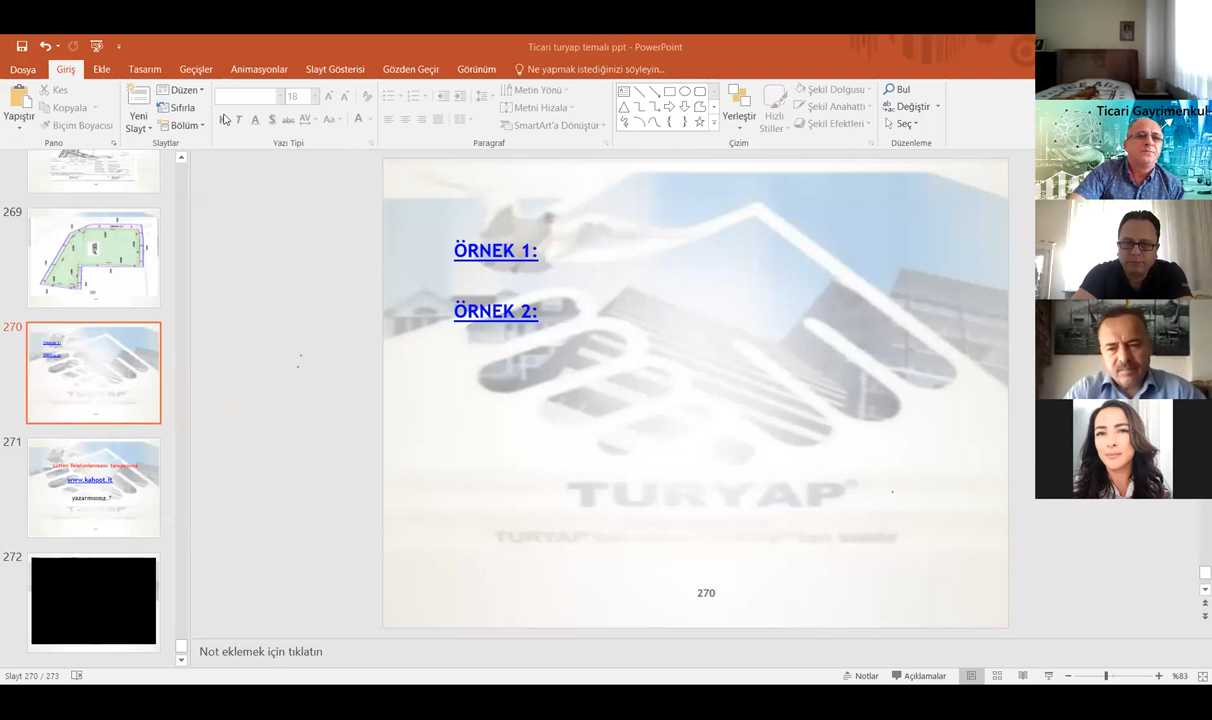 Ticari turyap temalı ppt - PowerPoint
Dosya Giriş Ekle Tasarım Geçişler Animasyonlar Slayt Gösterisi Gözden Geçir Görünüm Ne yapmak istediğinizi söyleyin...
Yapıştır
Kes
Kopyala
Biçim Boyacısı
Pano
Yeni
Slayt
Düzen
Sıfırla
Bölüm
Slaytlar
18
Yazı Tipi
Metin Yönü
Metni Hizala
SmartArt'a Dönüştür
Paragraf
Yerleştir
Hızlı
Stiller
Şekil Dolgusu
Şekil Anahattı
Şekil Efektleri
Çizim
Bul
Değiştir
Seç
Düzenleme
Ticari Gayrimenkul
269
270
271
Lütfen Telefonlarınızın tarayıcısına
www.kahoot.it
yazarmısınız.?
272
ÖRNEK 1:
ÖRNEK 2:
TURYAP
270
Not eklemek için tıklatın
Slayt 270 / 273
Notlar
Açıklamalar
%83